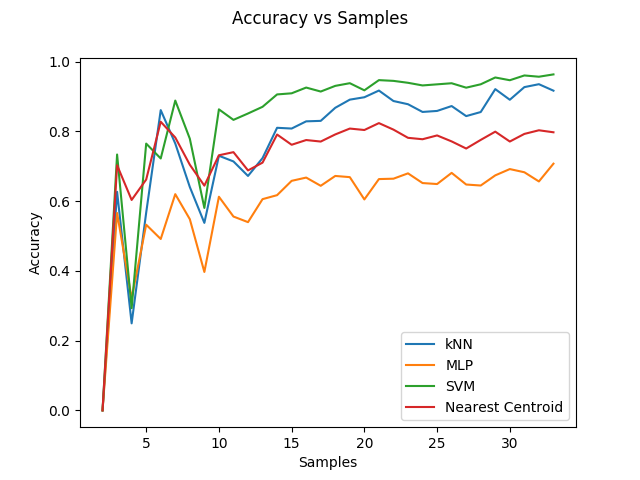 Accuracy vs Samples
1.0
0.8
0.6
0.4
0.2
0.0
Accuracy
5 10 15 20 25 30
Samples
kNN
MLP
SVM
Nearest Centroid